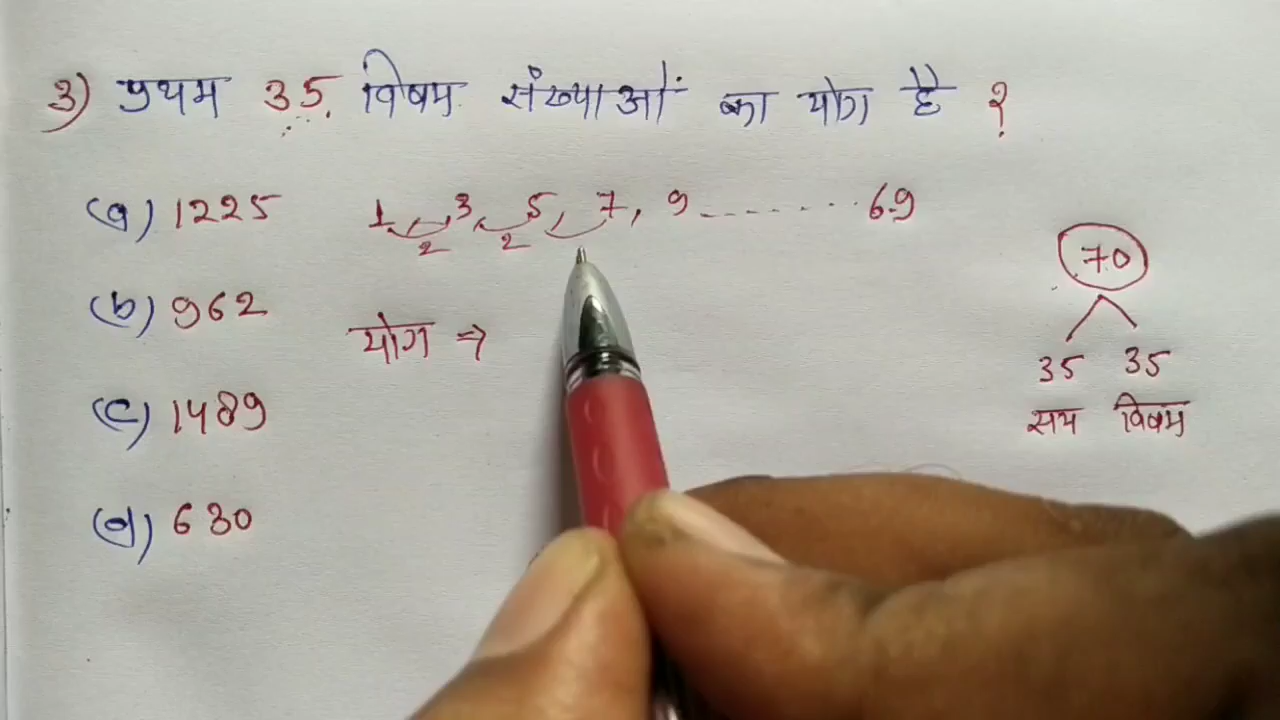 3) प्रथम 35 विषम संख्याओं का योग है ?
(a) 1225
1, 3, 5, 7, 9 ------- 69
2 2
70
(b) 962
योग ⇒
35 35
सम विषम
(c) 1489
(d) 630